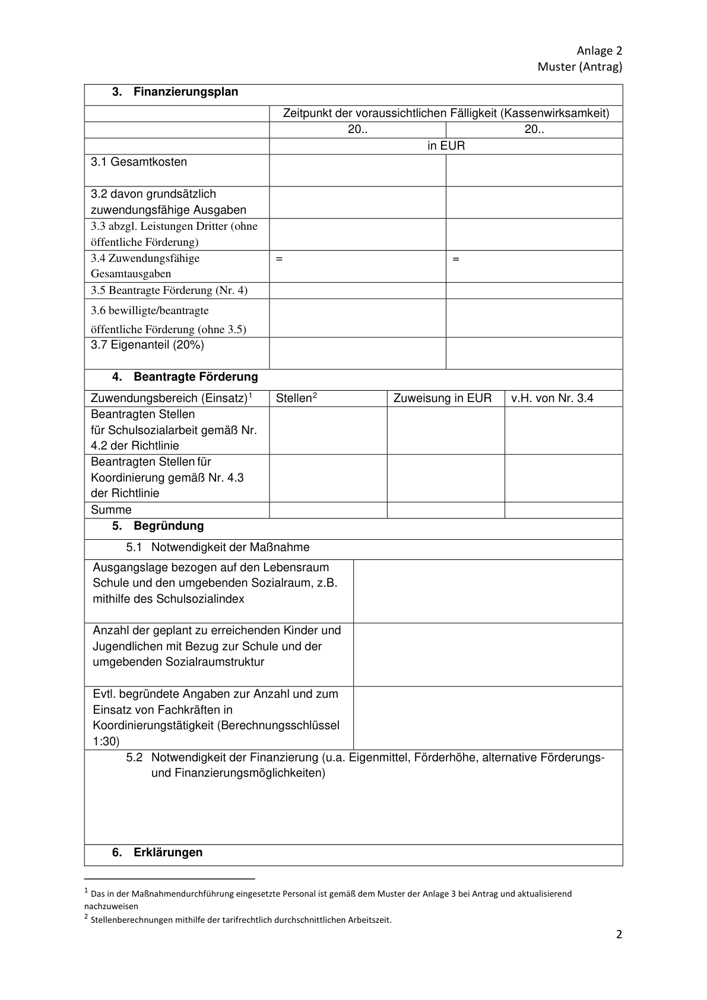 Anlage 2
Muster (Antrag)
3. Finanzierungsplan
Zeitpunkt der voraussichtlichen Fälligkeit (Kassenwirksamkeit)
20.. 20..
in EUR
3.1 Gesamtkosten
3.2 davon grundsätzlich
zuwendungsfähige Ausgaben
3.3 abzgl. Leistungen Dritter (ohne
öffentliche Förderung)
3.4 Zuwendungsfähige = =
Gesamtausgaben
3.5 Beantragte Förderung (Nr. 4)
3.6 bewilligte/beantragte
öffentliche Förderung (ohne 3.5)
3.7 Eigenanteil (20%)
4. Beantragte Förderung
Zuwendungsbereich (Einsatz)¹ Stellen² Zuweisung in EUR v.H. von Nr. 3.4
Beantragten Stellen
für Schulsozialarbeit gemäß Nr.
4.2 der Richtlinie
Beantragten Stellen für
Koordinierung gemäß Nr. 4.3
der Richtlinie
Summe
5. Begründung
5.1 Notwendigkeit der Maßnahme
Ausgangslage bezogen auf den Lebensraum
Schule und den umgebenden Sozialraum, z.B.
mithilfe des Schulsozialindex
Anzahl der geplant zu erreichenden Kinder und
Jugendlichen mit Bezug zur Schule und der
umgebenden Sozialraumstruktur
Evtl. begründete Angaben zur Anzahl und zum
Einsatz von Fachkräften in
Koordinierungstätigkeit (Berechnungsschlüssel
1:30)
5.2 Notwendigkeit der Finanzierung (u.a. Eigenmittel, Förderhöhe, alternative Förderungs-
und Finanzierungsmöglichkeiten)
6. Erklärungen
¹ Das in der Maßnahmendurchführung eingesetzte Personal ist gemäß dem Muster der Anlage 3 bei Antrag und aktualisierend
nachzuweisen
² Stellenberechnungen mithilfe der tarifrechtlich durchschnittlichen Arbeitszeit.
2